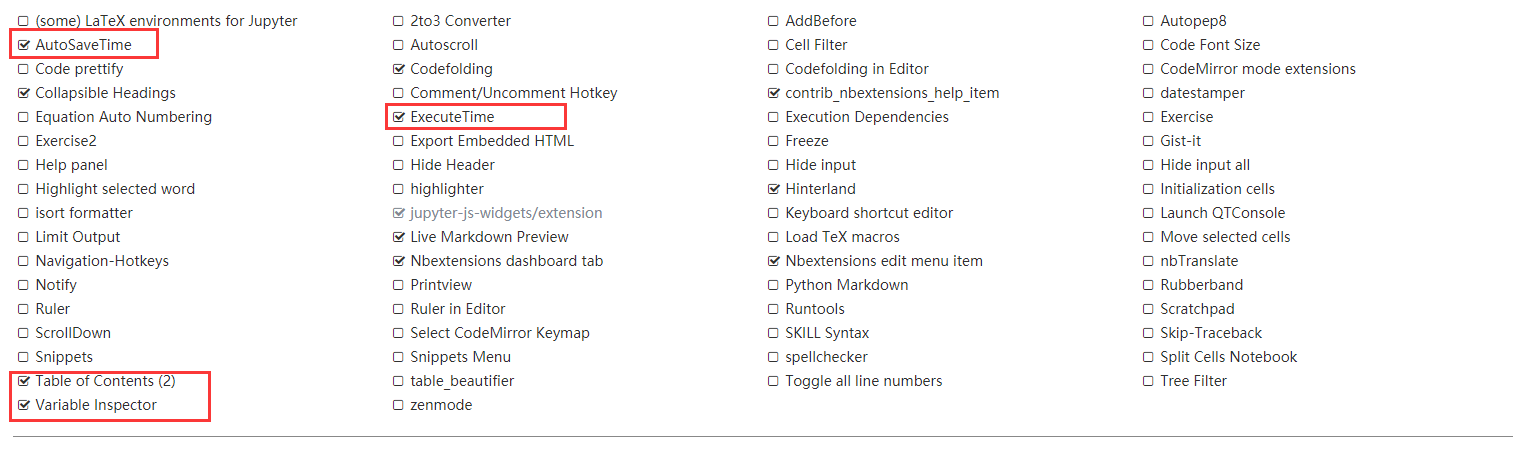 (some) LaTeX environments for Jupyter 2to3 Converter AddBefore Autopep8
AutoSaveTime Autoscroll Cell Filter Code Font Size
Code prettify Codefolding Codefolding in Editor CodeMirror mode extensions
Collapsible Headings Comment/Uncomment Hotkey contrib_nbextensions_help_item datestamper
Equation Auto Numbering ExecuteTime Execution Dependencies Exercise
Exercise2 Export Embedded HTML Freeze Gist-it
Help panel Hide Header Hide input Hide input all
Highlight selected word highlighter Hinterland Initialization cells
isort formatter jupyter-js-widgets/extension Keyboard shortcut editor Launch QTConsole
Limit Output Live Markdown Preview Load TeX macros Move selected cells
Navigation-Hotkeys Nbextensions dashboard tab Nbextensions edit menu item nbTranslate
Notify Printview Python Markdown Rubberband
Ruler Ruler in Editor Runtools Scratchpad
ScrollDown Select CodeMirror Keymap SKILL Syntax Skip-Traceback
Snippets Snippets Menu spellchecker Split Cells Notebook
Table of Contents (2) table_beautifier Toggle all line numbers Tree Filter
Variable Inspector zenmode